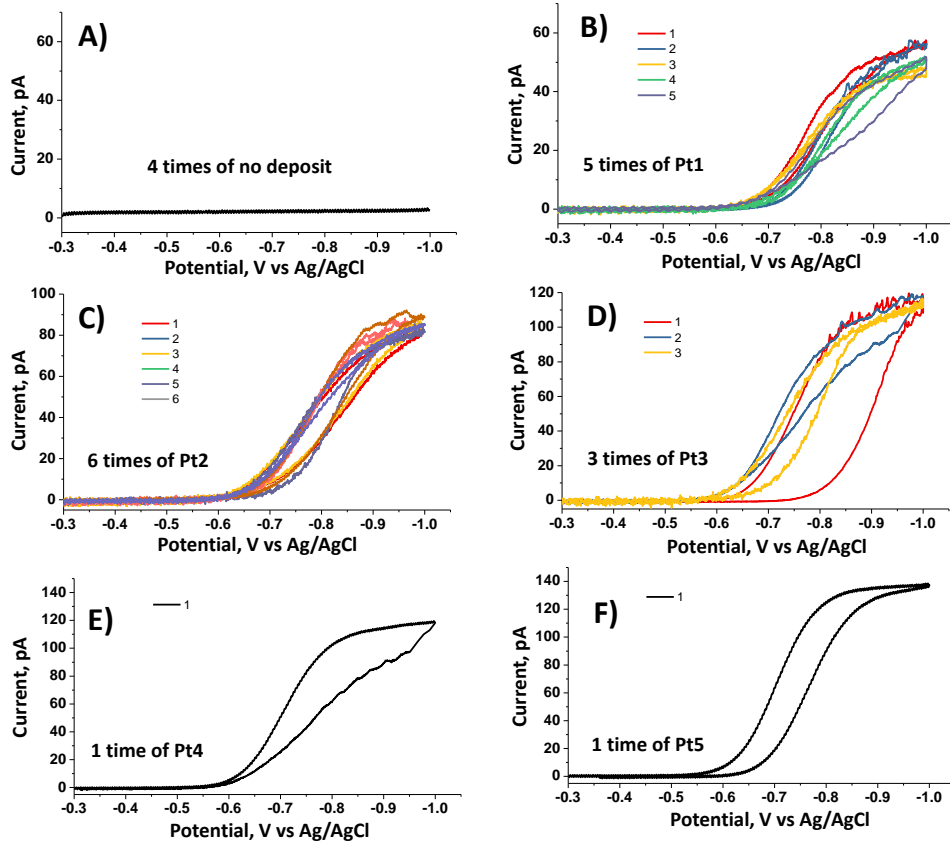 A)
60
40
20
0
Current, pA
4 times of no deposit
-0.3 -0.4 -0.5 -0.6 -0.7 -0.8 -0.9 -1.0
Potential, V vs Ag/AgCl
B)
60
40
20
0
Current, pA
1
2
3
4
5
5 times of Pt1
-0.3 -0.4 -0.5 -0.6 -0.7 -0.8 -0.9 -1.0
Potential, V vs Ag/AgCl
C)
100
80
60
40
20
0
Current, pA
1
2
3
4
5
6
6 times of Pt2
-0.3 -0.4 -0.5 -0.6 -0.7 -0.8 -0.9 -1.0
Potential, V vs Ag/AgCl
D)
120
100
80
60
40
20
0
Current, pA
1
2
3
3 times of Pt3
-0.3 -0.4 -0.5 -0.6 -0.7 -0.8 -0.9 -1.0
Potential, V vs Ag/AgCl
E)
140
120
100
80
60
40
20
0
Current, pA
1
1 time of Pt4
-0.3 -0.4 -0.5 -0.6 -0.7 -0.8 -0.9 -1.0
Potential, V vs Ag/AgCl
F)
140
120
100
80
60
40
20
0
Current, pA
1
1 time of Pt5
-0.3 -0.4 -0.5 -0.6 -0.7 -0.8 -0.9 -1.0
Potential, V vs Ag/AgCl